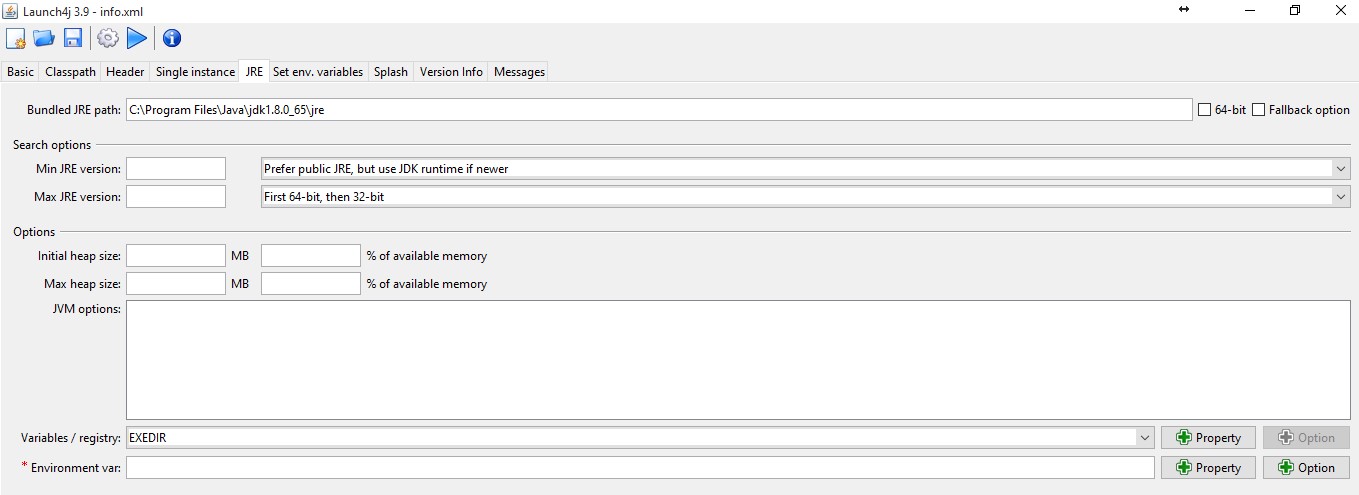 Launch4j 3.9 - info.xml
Basic Classpath Header Single instance JRE Set env. variables Splash Version Info Messages
Bundled JRE path: C:\Program Files\Java\jdk1.8.0_65\jre 64-bit Fallback option
Search options
Min JRE version: Prefer public JRE, but use JDK runtime if newer
Max JRE version: First 64-bit, then 32-bit
Options
Initial heap size: MB % of available memory
Max heap size: MB % of available memory
JVM options:
Variables / registry: EXEDIR Property Option
* Environment var: Property Option